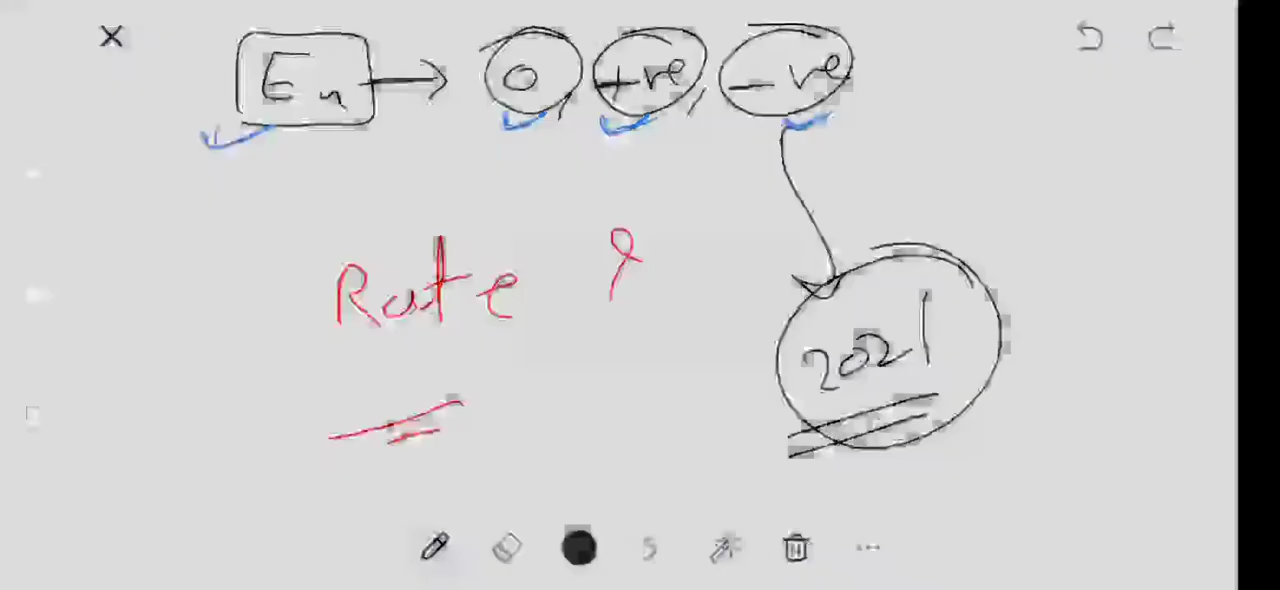 En → 0, +ve, -ve
Rate
2021